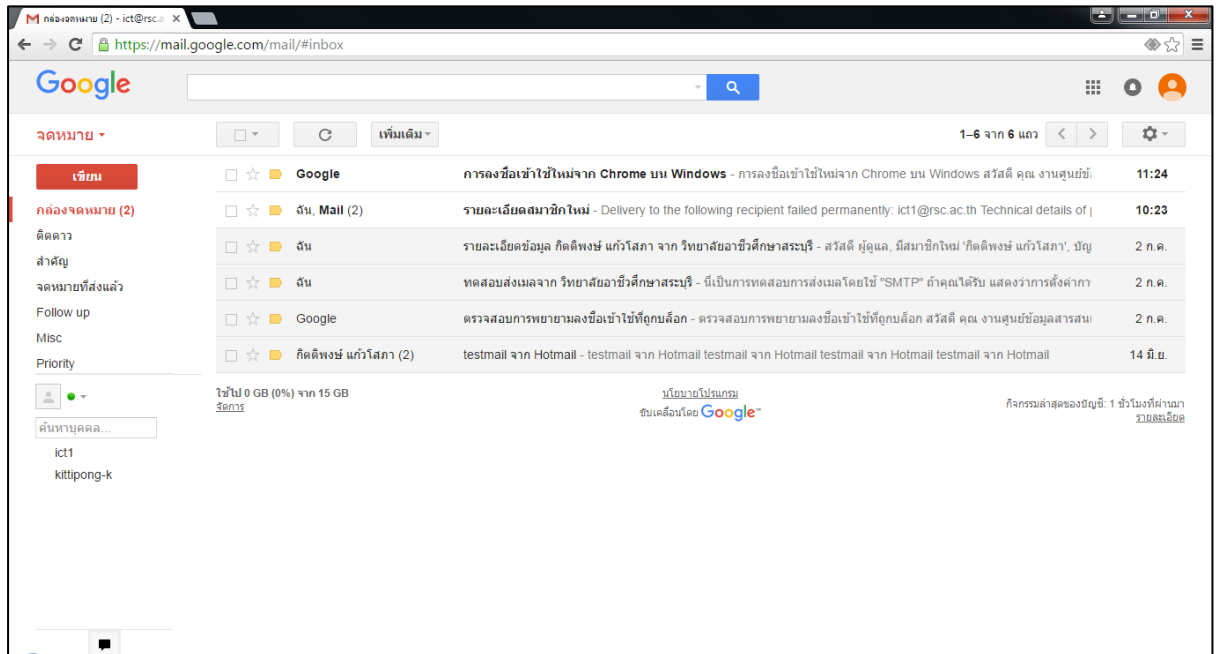 กล่องจดหมาย (2) - ict@rsc.a
https://mail.google.com/mail/#inbox
Google
จดหมาย
เพิ่มเติม
1–6 จาก 6 แถว
เขียน
กล่องจดหมาย (2)
ติดดาว
สำคัญ
จดหมายที่ส่งแล้ว
Follow up
Misc
Priority
ค้นหาบุคคล...
ict1
kittipong-k
Google การลงชื่อเข้าใช้ใหม่จาก Chrome บน Windows - การลงชื่อเข้าใช้ใหม่จาก Chrome บน Windows สวัสดี คุณ งานศูนย์ข้ 11:24
ฉัน, Mail (2) รายละเอียดสมาชิกใหม่ - Delivery to the following recipient failed permanently: ict1@rsc.ac.th Technical details of 10:23
ฉัน รายละเอียดข้อมูล กิตติพงษ์ แก้วโสภา จาก วิทยาลัยอาชีวศึกษาสระบุรี - สวัสดี ผู้ดูแล, มีสมาชิกใหม่ 'กิตติพงษ์ แก้วโสภา', บัญ 2 ก.ค.
ฉัน ทดสอบส่งเมลจาก วิทยาลัยอาชีวศึกษาสระบุรี - นี่เป็นการทดสอบการส่งเมลโดยใช้ "SMTP" ถ้าคุณได้รับ แสดงว่าการตั้งค่ากา 2 ก.ค.
Google ตรวจสอบการพยายามลงชื่อเข้าใช้ที่ถูกบล็อก - ตรวจสอบการพยายามลงชื่อเข้าใช้ที่ถูกบล็อก สวัสดี คุณ งานศูนย์ข้อมูลสารสน 2 ก.ค.
กิตติพงษ์ แก้วโสภา (2) testmail จาก Hotmail - testmail จาก Hotmail testmail จาก Hotmail testmail จาก Hotmail testmail จาก Hotmail 14 มิ.ย.
ใช้ไป 0 GB (0%) จาก 15 GB
จัดการ
นโยบายโปรแกรม
ขับเคลื่อนโดย Google™
กิจกรรมล่าสุดของบัญชี: 1 ชั่วโมงที่ผ่านมา
รายละเอียด